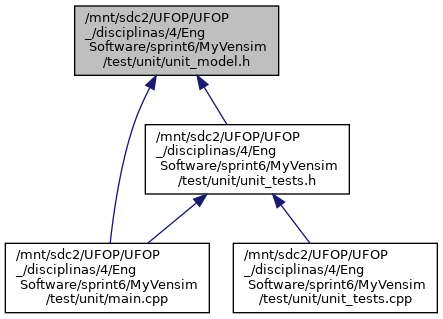 /mnt/sdc2/UFOP/UFOP
_/disciplinas/4/Eng
Software/sprint6/MyVensim
/test/unit/unit_model.h
/mnt/sdc2/UFOP/UFOP
_/disciplinas/4/Eng
Software/sprint6/MyVensim
/test/unit/unit_tests.h
/mnt/sdc2/UFOP/UFOP
_/disciplinas/4/Eng
Software/sprint6/MyVensim
/test/unit/main.cpp
/mnt/sdc2/UFOP/UFOP
_/disciplinas/4/Eng
Software/sprint6/MyVensim
/test/unit/unit_tests.cpp